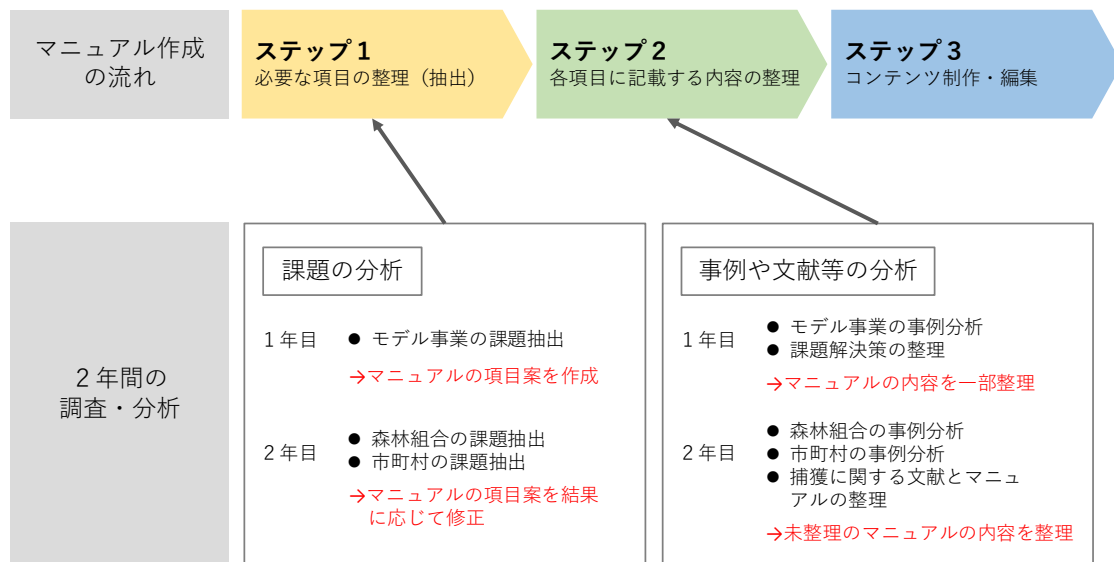 マニュアル作成
の流れ
ステップ1
必要な項目の整理（抽出）
ステップ2
各項目に記載する内容の整理
ステップ3
コンテンツ制作・編集
2年間の
調査・分析
課題の分析
1年目
● モデル事業の課題抽出
→マニュアルの項目案を作成
2年目
● 森林組合の課題抽出
● 市町村の課題抽出
→マニュアルの項目案を結果
に応じて修正
事例や文献等の分析
1年目
● モデル事業の事例分析
● 課題解決策の整理
→マニュアルの内容を一部整理
2年目
● 森林組合の事例分析
● 市町村の事例分析
● 捕獲に関する文献とマニュ
アルの整理
→未整理のマニュアルの内容を整理